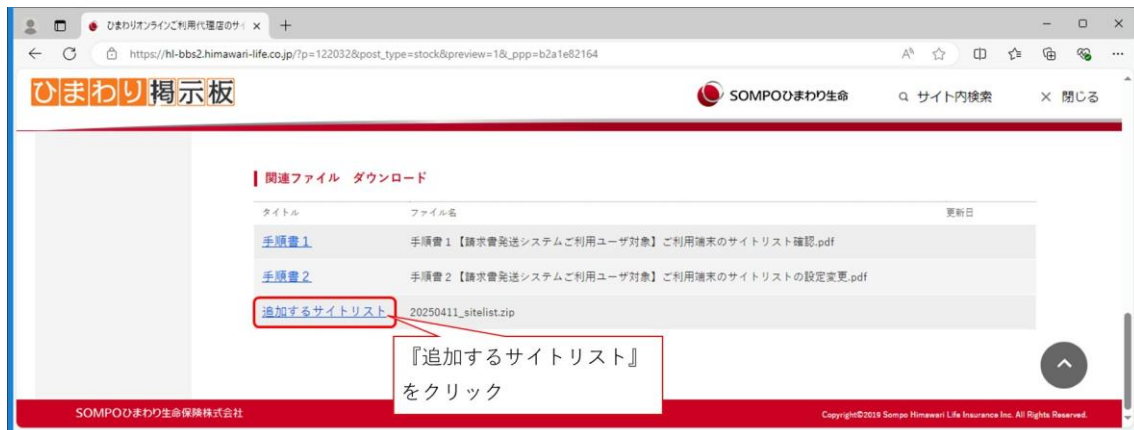 ひまわりオンラインご利用代理店のサイ
https://hl-bbs2.himawari-life.co.jp/?p=122032&post_type=stock&preview=1&_ppp=b2a1e82164
ひまわり掲示板
SOMPOひまわり生命
サイト内検索
閉じる
関連ファイル ダウンロード
タイトル ファイル名 更新日
手順書1 手順書1【請求書発送システムご利用ユーザ対象】ご利用端末のサイトリスト確認.pdf
手順書2 手順書2【請求書発送システムご利用ユーザ対象】ご利用端末のサイトリストの設定変更.pdf
追加するサイトリスト 20250411_sitelist.zip
『追加するサイトリスト』
をクリック
SOMPOひまわり生命保険株式会社
Copyright©2019 Sompo Himawari Life Insurance Inc. All Rights Reserved.